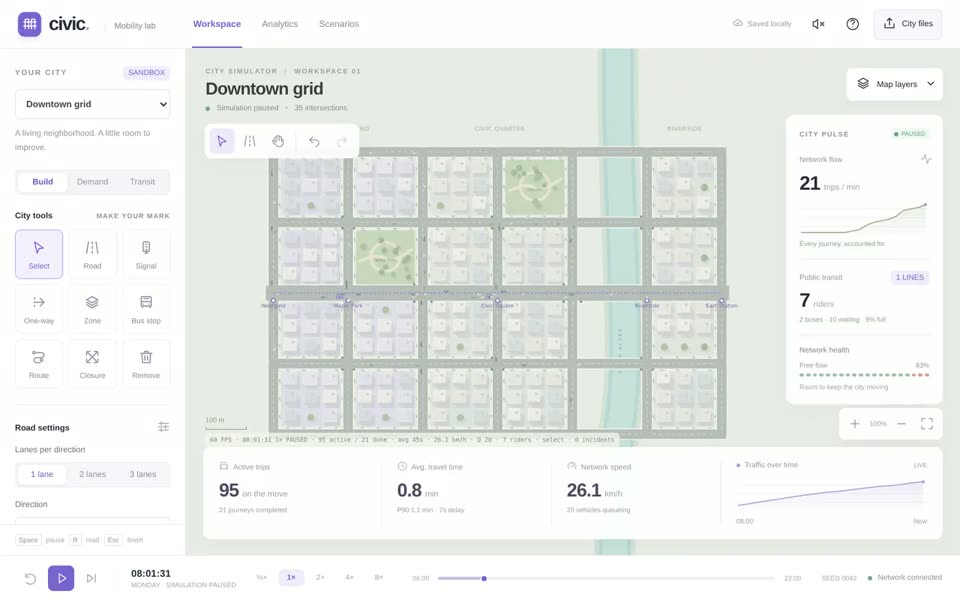 civic.
Mobility lab
Workspace
Analytics
Scenarios
Saved locally
City files
YOUR CITY
SANDBOX
Downtown grid
A living neighborhood. A little room to
improve.
Build
Demand
Transit
City tools
MAKE YOUR MARK
Select
Road
Signal
One-way
Zone
Bus stop
Route
Closure
Remove
Road settings
Lanes per direction
1 lane
2 lanes
3 lanes
Direction
Space pause R road Esc finish
CITY SIMULATOR / WORKSPACE 01
Downtown grid
Simulation paused • 35 intersections
CIVIC QUARTER
RIVERSIDE
Westgate
Civic Square
Riverside
100 m
60 FPS · 08:01:31 1× PAUSED · 95 active / 21 done · avg 45s · 26.1 km/h · Q 20 · 7 riders · select · 0 incidents
Map layers
CITY PULSE
PAUSED
Network flow
21 trips / min
Every journey, accounted for
Public transit
1 LINES
7 riders
2 buses · 10 waiting · 9% full
Network health
Free flow
83%
Room to keep the city moving
100%
Active trips
95 on the move
21 journeys completed
Avg. travel time
0.8 min
P90 1.1 min · 7s delay
Network speed
26.1 km/h
20 vehicles queueing
Traffic over time
LIVE
08:00
Now
08:01:31
MONDAY · SIMULATION PAUSED
½×
1×
2×
4×
8×
06:00
22:00
SEED 0042
Network connected